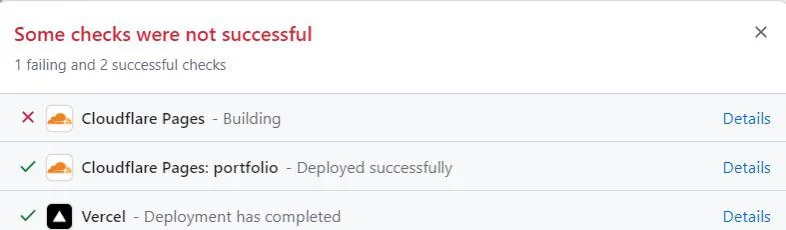 Some checks were not successful
1 failing and 2 successful checks
Cloudflare Pages - Building Details
Cloudflare Pages: portfolio - Deployed successfully Details
Vercel - Deployment has completed Details